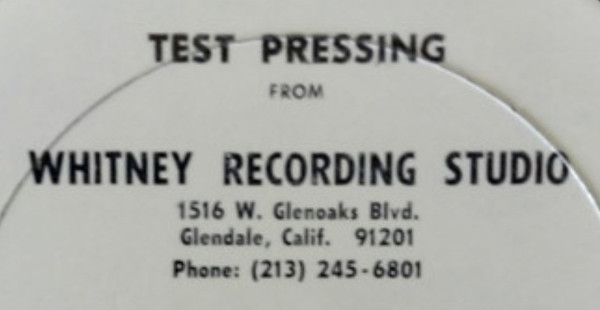 TEST PRESSING
FROM
WHITNEY RECORDING STUDIO
1516 W. Glenoaks Blvd.
Glendale, Calif. 91201
Phone: (213) 245-6801